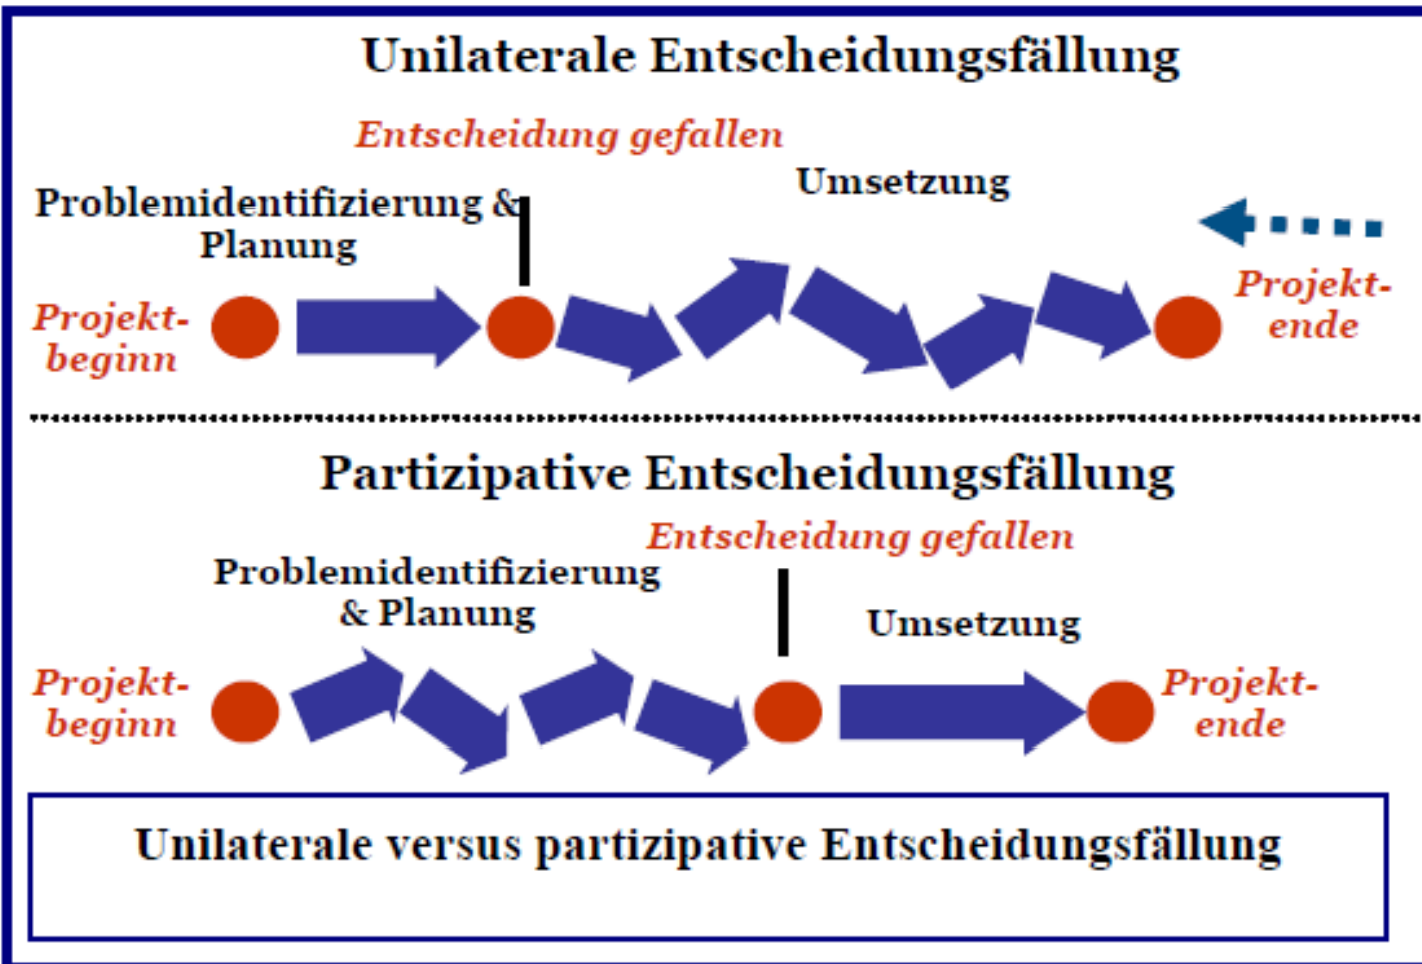 Unilaterale Entscheidungsfällung
Entscheidung gefallen
Umsetzung
Problemidentifizierung &
Planung
Projekt-
beginn
Projekt-
ende
Partizipative Entscheidungsfällung
Entscheidung gefallen
Problemidentifizierung
& Planung
Umsetzung
Projekt-
beginn
Projekt-
ende
Unilaterale versus partizipative Entscheidungsfällung